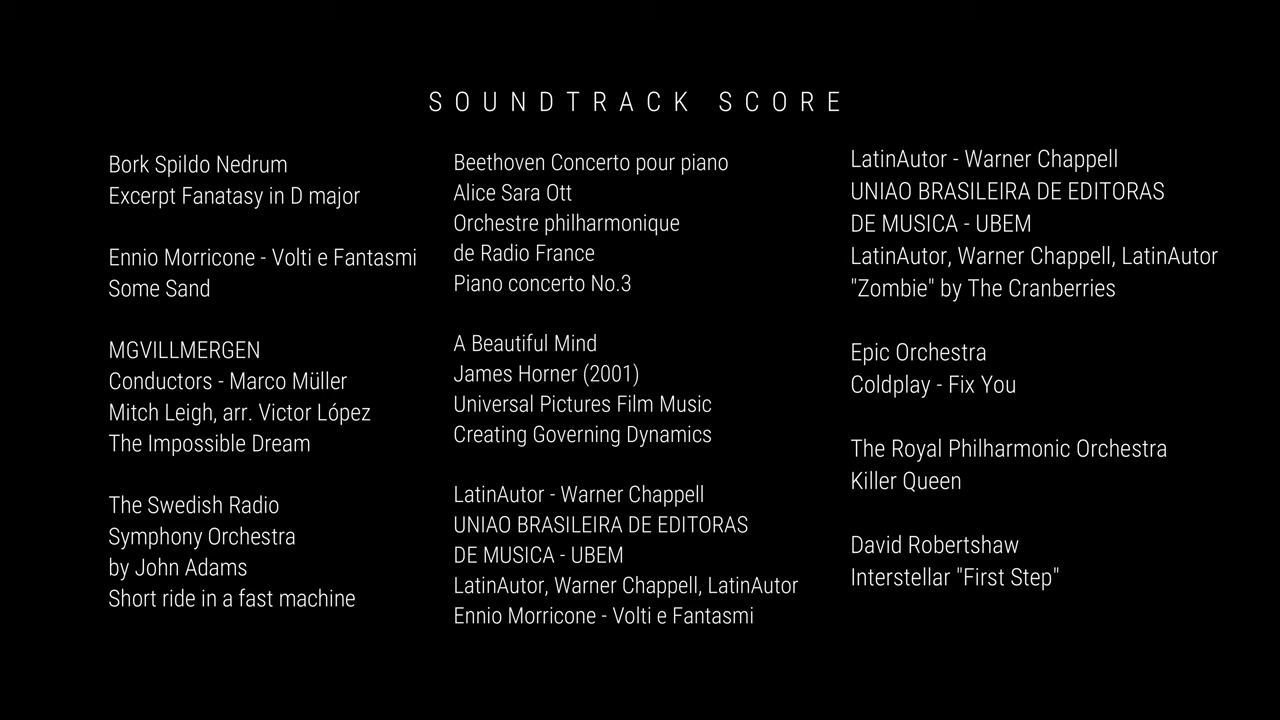 SOUNDTRACK SCORE
Bork Spildo Nedrum
Excerpt Fanatasy in D major
Ennio Morricone - Volti e Fantasmi
Some Sand
MGVILLMERGEN
Conductors - Marco Müller
Mitch Leigh, arr. Victor López
The Impossible Dream
The Swedish Radio
Symphony Orchestra
by John Adams
Short ride in a fast machine
Beethoven Concerto pour piano
Alice Sara Ott
Orchestre philharmonique
de Radio France
Piano concerto No.3
A Beautiful Mind
James Horner (2001)
Universal Pictures Film Music
Creating Governing Dynamics
LatinAutor - Warner Chappell
UNIAO BRASILEIRA DE EDITORAS
DE MUSICA - UBEM
LatinAutor, Warner Chappell, LatinAutor
Ennio Morricone - Volti e Fantasmi
LatinAutor - Warner Chappell
UNIAO BRASILEIRA DE EDITORAS
DE MUSICA - UBEM
LatinAutor, Warner Chappell, LatinAutor
"Zombie" by The Cranberries
Epic Orchestra
Coldplay - Fix You
The Royal Philharmonic Orchestra
Killer Queen
David Robertshaw
Interstellar "First Step"